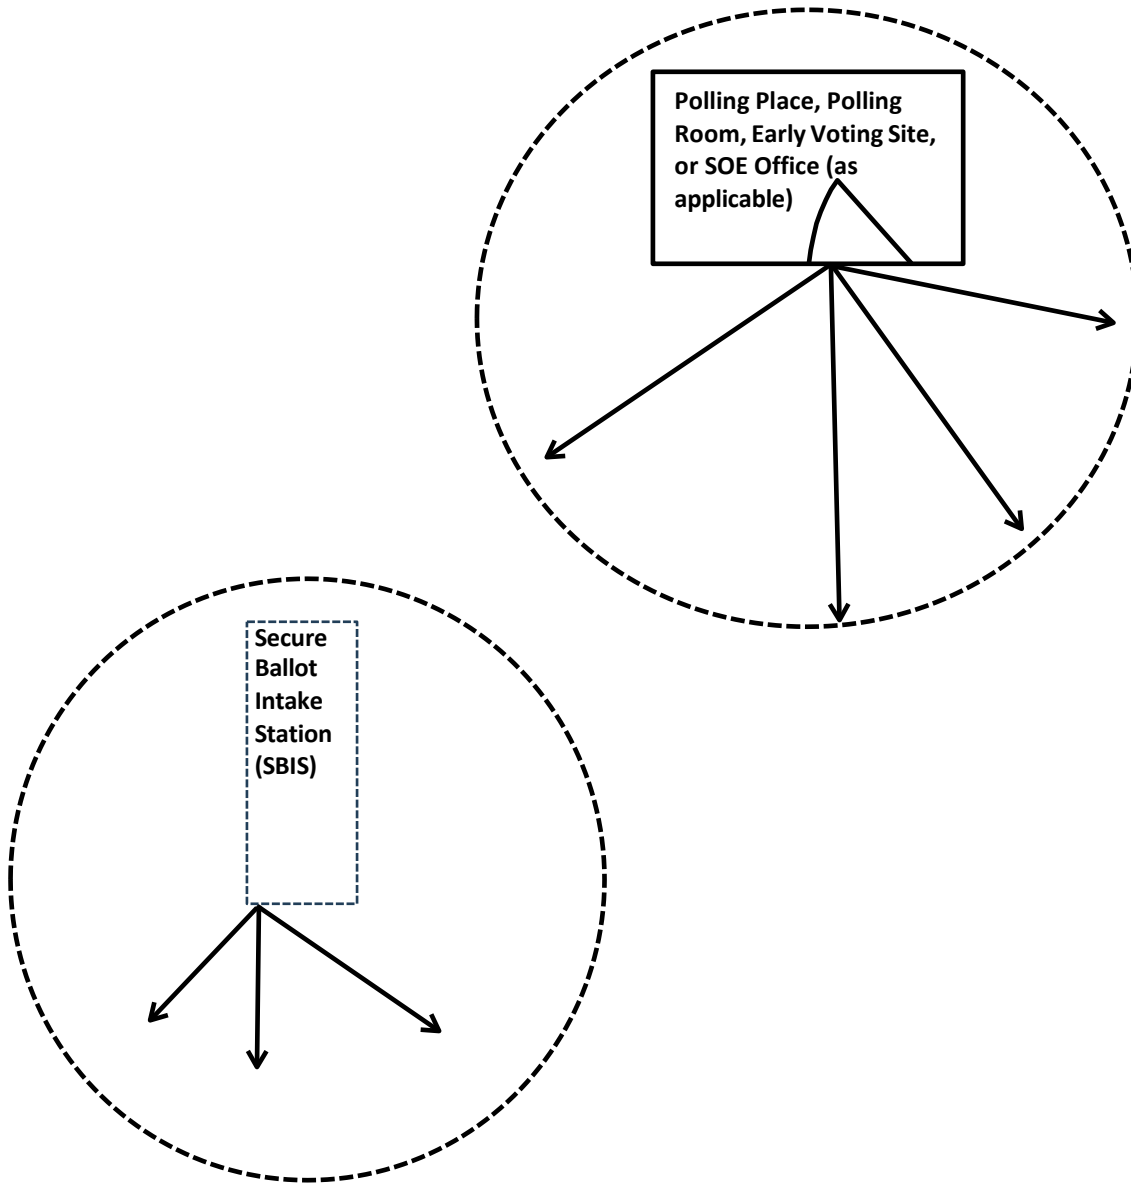 Polling Place, Polling
Room, Early Voting Site,
or SOE Office (as
applicable)
Secure
Ballot
Intake
Station
(SBIS)